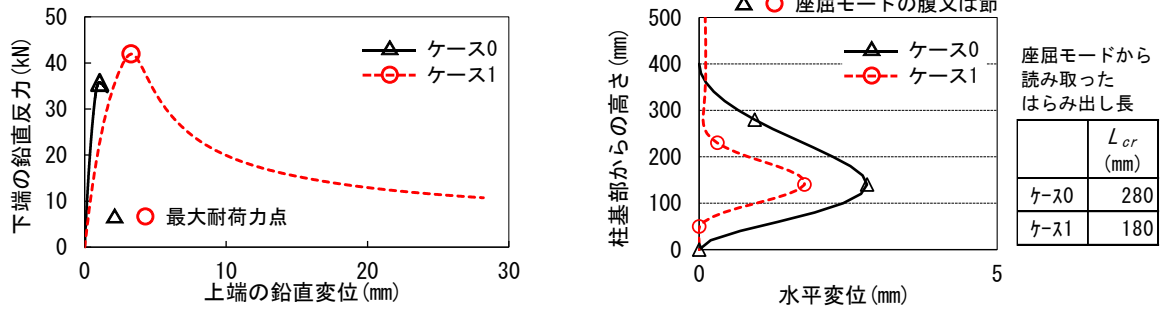 50
40
30
20
10
0
0
10
20
30
下端の鉛直反力(kN)
上端の鉛直変位(mm)
ケース0
ケース1
最大耐荷力点
座屈モードの腹又は節
500
400
300
200
100
0
0
5
柱基部からの高さ(mm)
水平変位(mm)
ケース0
ケース1
座屈モードから
読み取った
はらみ出し長
Lcr
(mm)
ケース0 280
ケース1 180